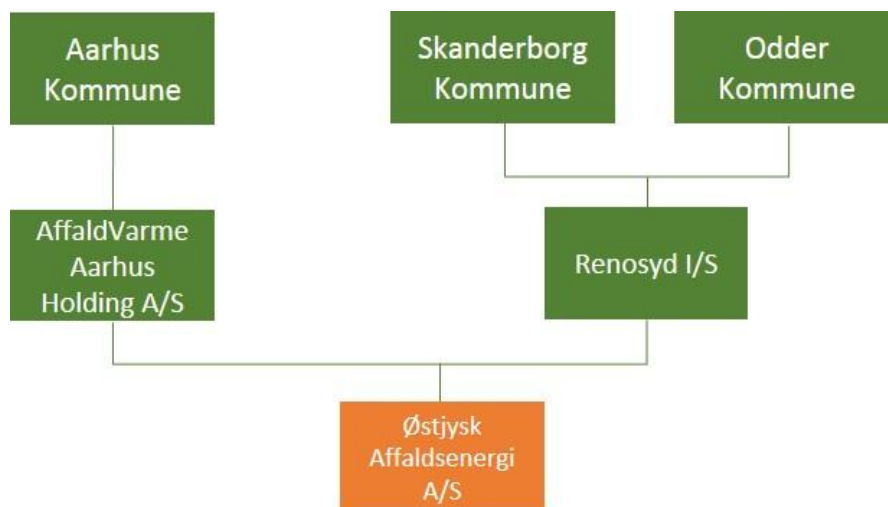 Aarhus
Kommune
Skanderborg
Kommune
Odder
Kommune
AffaldVarme
Aarhus
Holding A/S
Renosyd I/S
Østjysk
Affaldsenergi
A/S